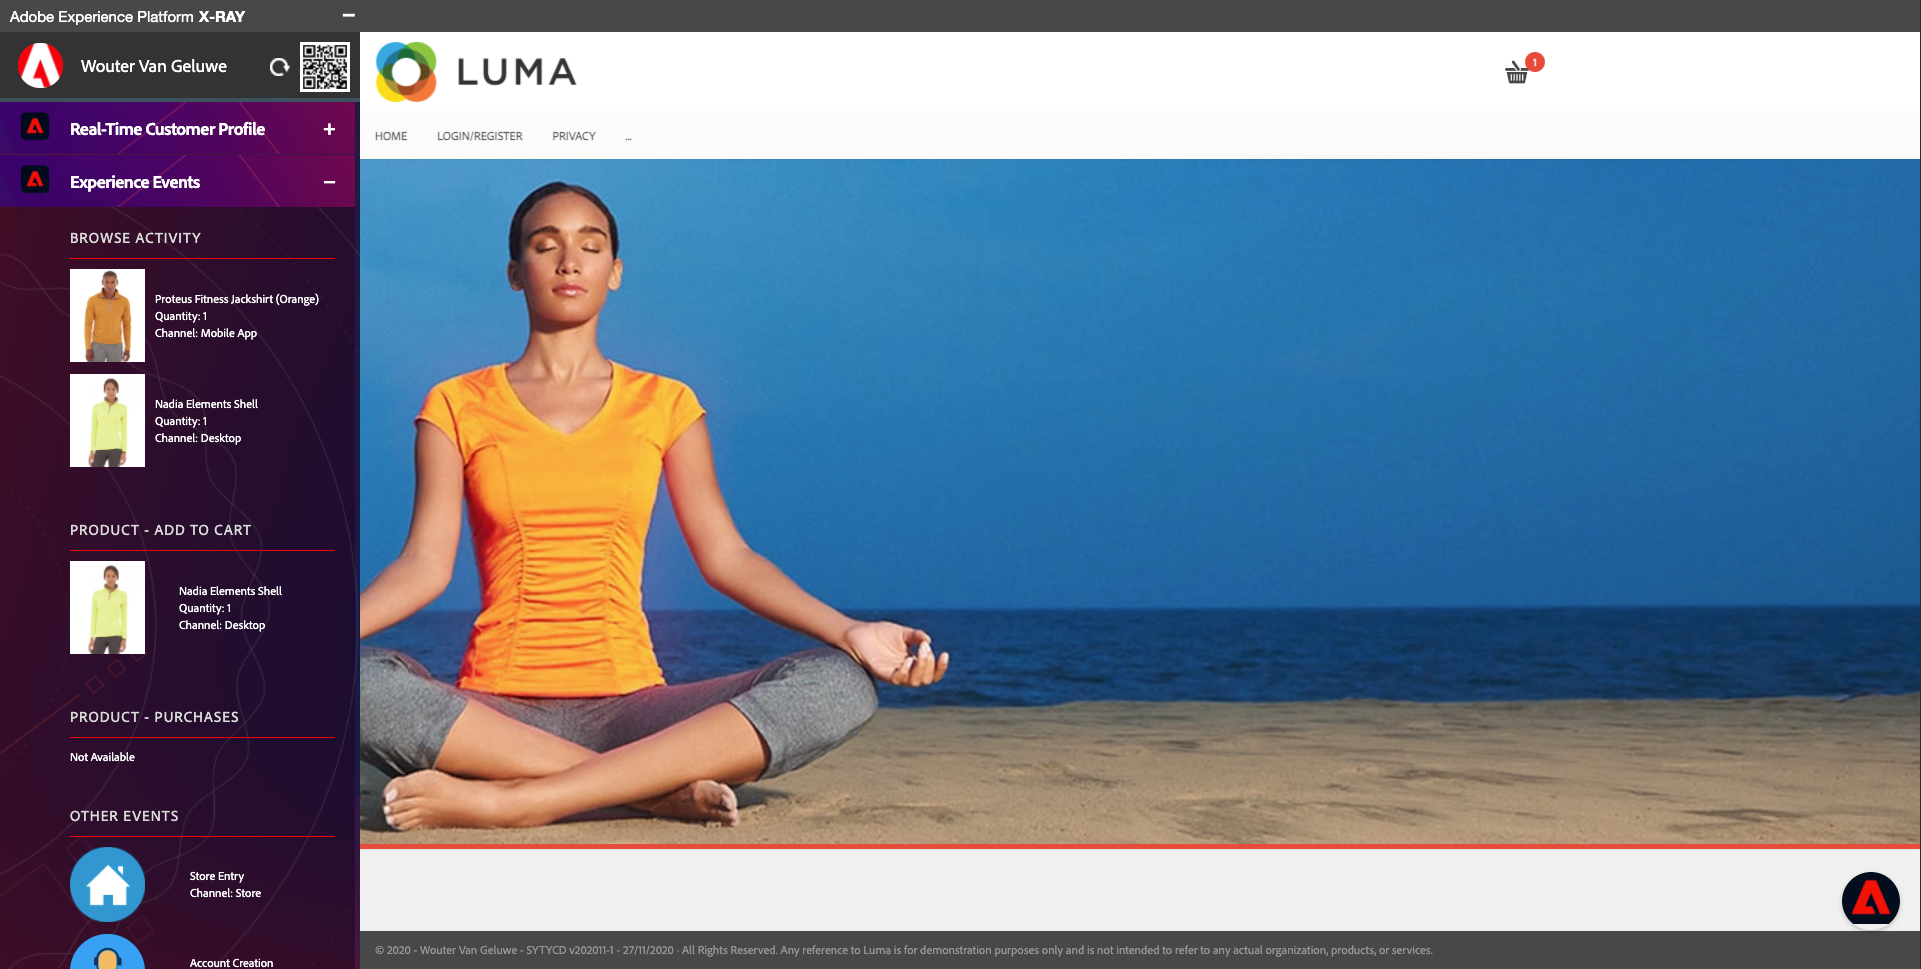 Adobe Experience Platform X-RAY
Wouter Van Geluwe
Real-Time Customer Profile
Experience Events
BROWSE ACTIVITY
Proteus Fitness Jackshirt (Orange)
Quantity: 1
Channel: Mobile App
Nadia Elements Shell
Quantity: 1
Channel: Desktop
PRODUCT - ADD TO CART
Nadia Elements Shell
Quantity: 1
Channel: Desktop
PRODUCT - PURCHASES
Not Available
OTHER EVENTS
Store Entry
Channel: Store
Account Creation
LUMA
1
HOME LOGIN/REGISTER PRIVACY ...
© 2020 - Wouter Van Geluwe - SYTYCD v202011-1 - 27/11/2020 · All Rights Reserved. Any reference to Luma is for demonstration purposes only and is not intended to refer to any actual organization, products, or services.